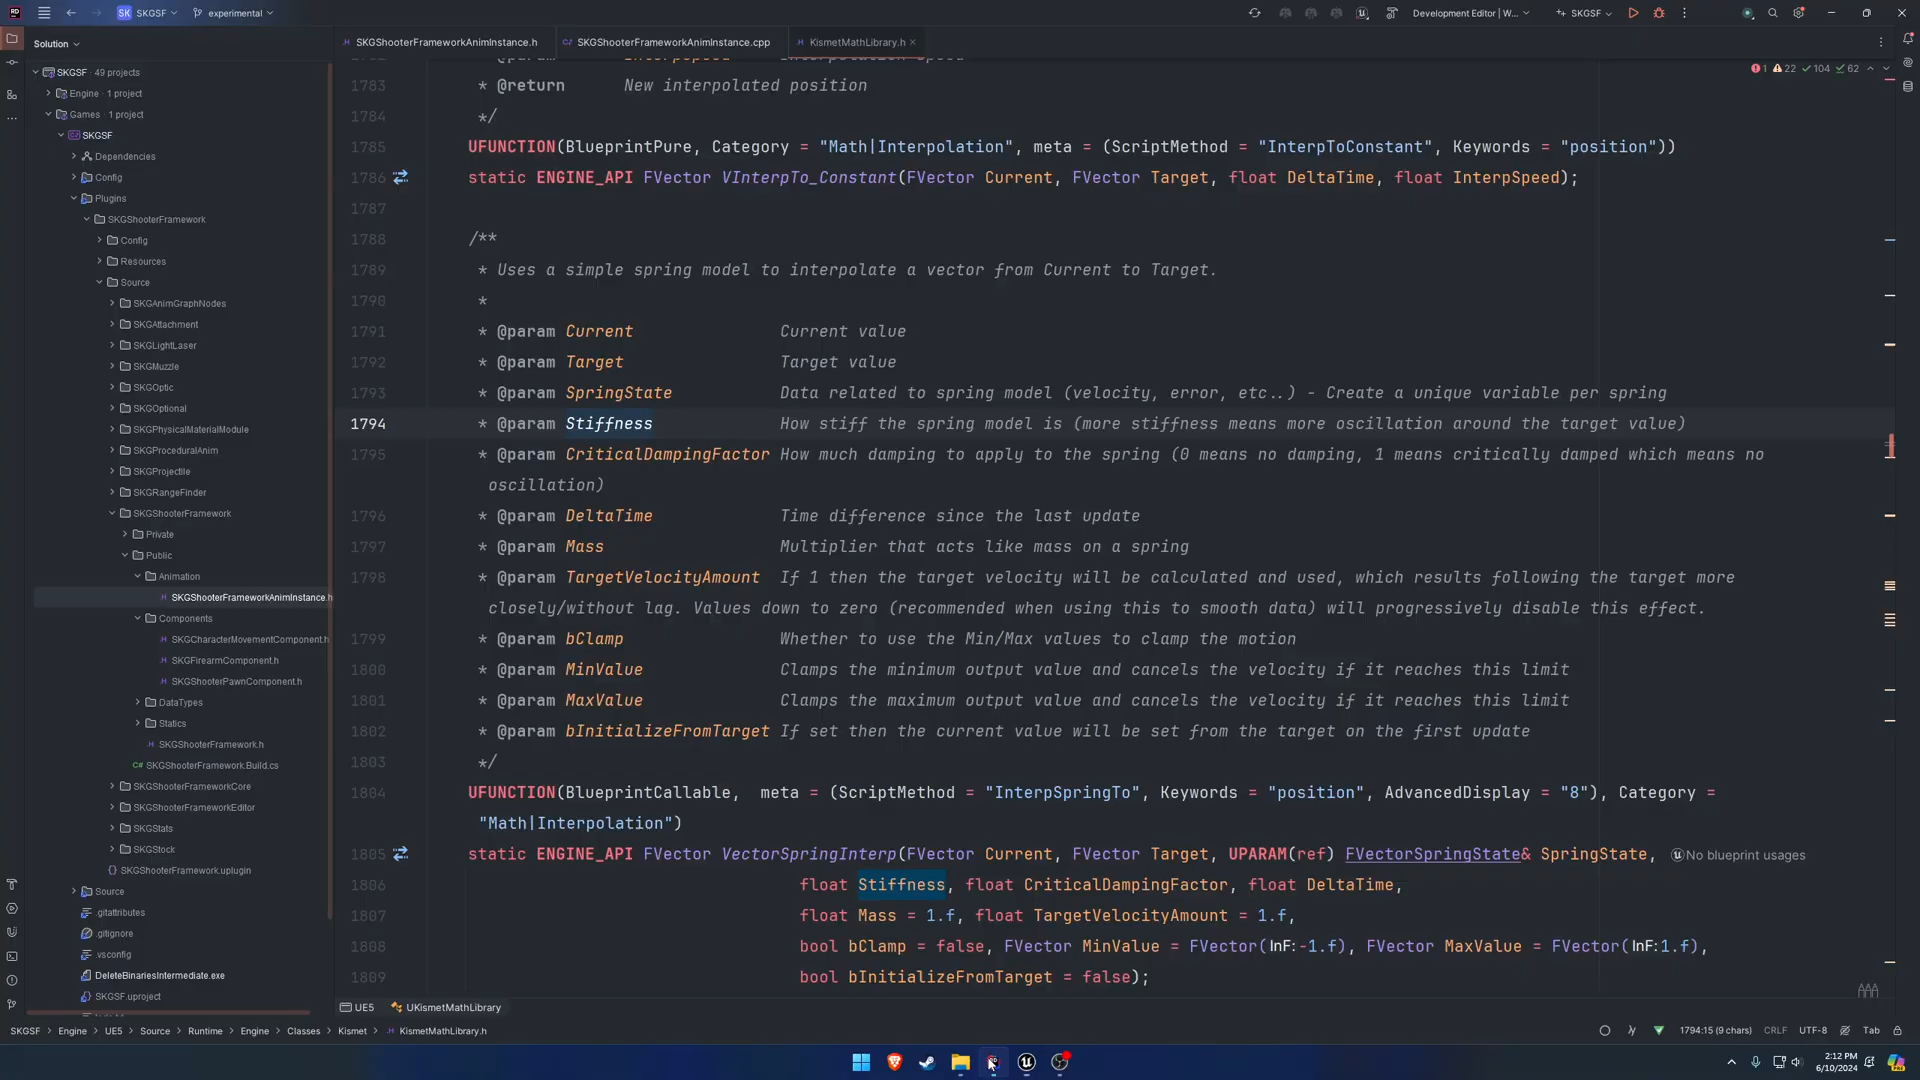 SK SKGSF experimental Development Editor | W... SKGSF
Solution SKGShooterFrameworkAnimInstance.h SKGShooterFrameworkAnimInstance.cpp KismetMathLibrary.h
SKGSF · 49 projects
Engine · 1 project
Games · 1 project
SKGSF
Dependencies
Config
Plugins
SKGShooterFramework
Config
Resources
Source
SKGAnimGraphNodes
SKGAttachment
SKGLightLaser
SKGMuzzle
SKGOptic
SKGOptional
SKGPhysicalMaterialModule
SKGProceduralAnim
SKGProjectile
SKGRangeFinder
SKGShooterFramework
Private
Public
Animation
SKGShooterFrameworkAnimInstance.h
Components
SKGCharacterMovementComponent.h
SKGFirearmComponent.h
SKGShooterPawnComponent.h
DataTypes
Statics
SKGShooterFramework.h
C# SKGShooterFramework.Build.cs
SKGShooterFrameworkCore
SKGShooterFrameworkEditor
SKGStats
SKGStock
SKGShooterFramework.uplugin
Source
.gitattributes
.gitignore
.vsconfig
DeleteBinariesIntermediate.exe
SKGSF.uproject
1 22 104 62
1783 * @return New interpolated position
1784 */
1785 UFUNCTION(BlueprintPure, Category = "Math|Interpolation", meta = (ScriptMethod = "InterpToConstant", Keywords = "position"))
1786 static ENGINE_API FVector VInterpTo_Constant(FVector Current, FVector Target, float DeltaTime, float InterpSpeed);
1787
1788 /**
1789 * Uses a simple spring model to interpolate a vector from Current to Target.
1790 *
1791 * @param Current Current value
1792 * @param Target Target value
1793 * @param SpringState Data related to spring model (velocity, error, etc..) - Create a unique variable per spring
1794 * @param Stiffness How stiff the spring model is (more stiffness means more oscillation around the target value)
1795 * @param CriticalDampingFactor How much damping to apply to the spring (0 means no damping, 1 means critically damped which means no
oscillation)
1796 * @param DeltaTime Time difference since the last update
1797 * @param Mass Multiplier that acts like mass on a spring
1798 * @param TargetVelocityAmount If 1 then the target velocity will be calculated and used, which results following the target more
closely/without lag. Values down to zero (recommended when using this to smooth data) will progressively disable this effect.
1799 * @param bClamp Whether to use the Min/Max values to clamp the motion
1800 * @param MinValue Clamps the minimum output value and cancels the velocity if it reaches this limit
1801 * @param MaxValue Clamps the maximum output value and cancels the velocity if it reaches this limit
1802 * @param bInitializeFromTarget If set then the current value will be set from the target on the first update
1803 */
1804 UFUNCTION(BlueprintCallable, meta = (ScriptMethod = "InterpSpringTo", Keywords = "position", AdvancedDisplay = "8"), Category =
"Math|Interpolation")
1805 static ENGINE_API FVector VectorSpringInterp(FVector Current, FVector Target, UPARAM(ref) FVectorSpringState& SpringState, No blueprint usages
1806 float Stiffness, float CriticalDampingFactor, float DeltaTime,
1807 float Mass = 1.f, float TargetVelocityAmount = 1.f,
1808 bool bClamp = false, FVector MinValue = FVector(InF:-1.f), FVector MaxValue = FVector(InF:1.f),
1809 bool bInitializeFromTarget = false);
UE5 UKismetMathLibrary
SKGSF Engine UE5 Source Runtime Engine Classes Kismet KismetMathLibrary.h 1794:15 (9 chars) CRLF UTF-8 Tab
2:12 PM
6/10/2024